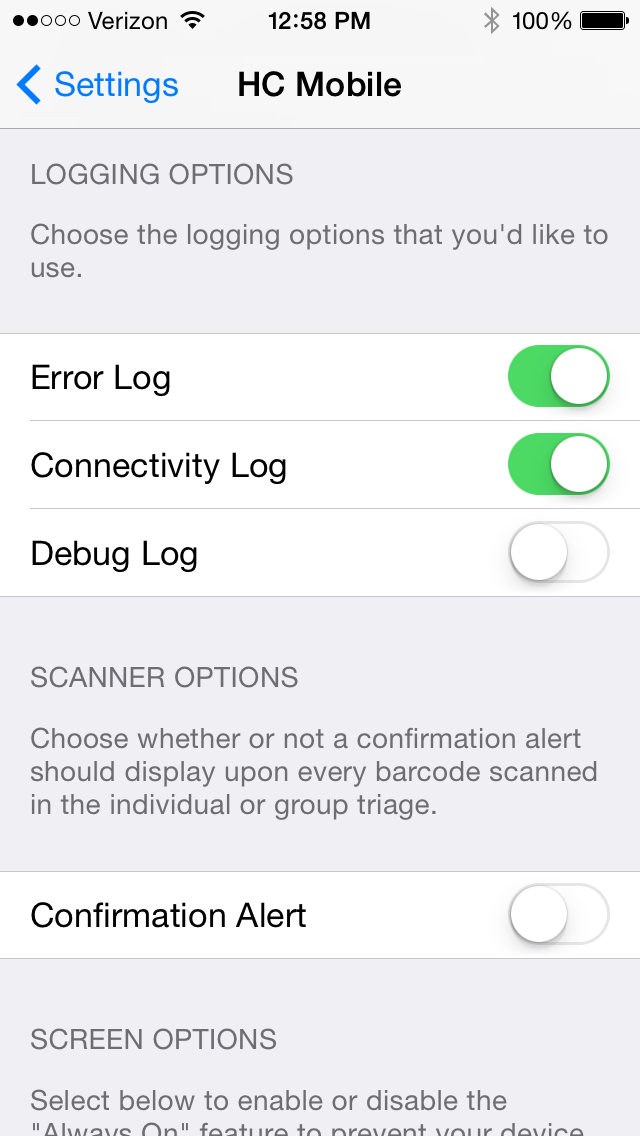 Verizon 12:58 PM 100%
Settings HC Mobile
LOGGING OPTIONS
Choose the logging options that you'd like to
use.
Error Log
Connectivity Log
Debug Log
SCANNER OPTIONS
Choose whether or not a confirmation alert
should display upon every barcode scanned
in the individual or group triage.
Confirmation Alert
SCREEN OPTIONS
Select below to enable or disable the
"Always On" feature to prevent your device